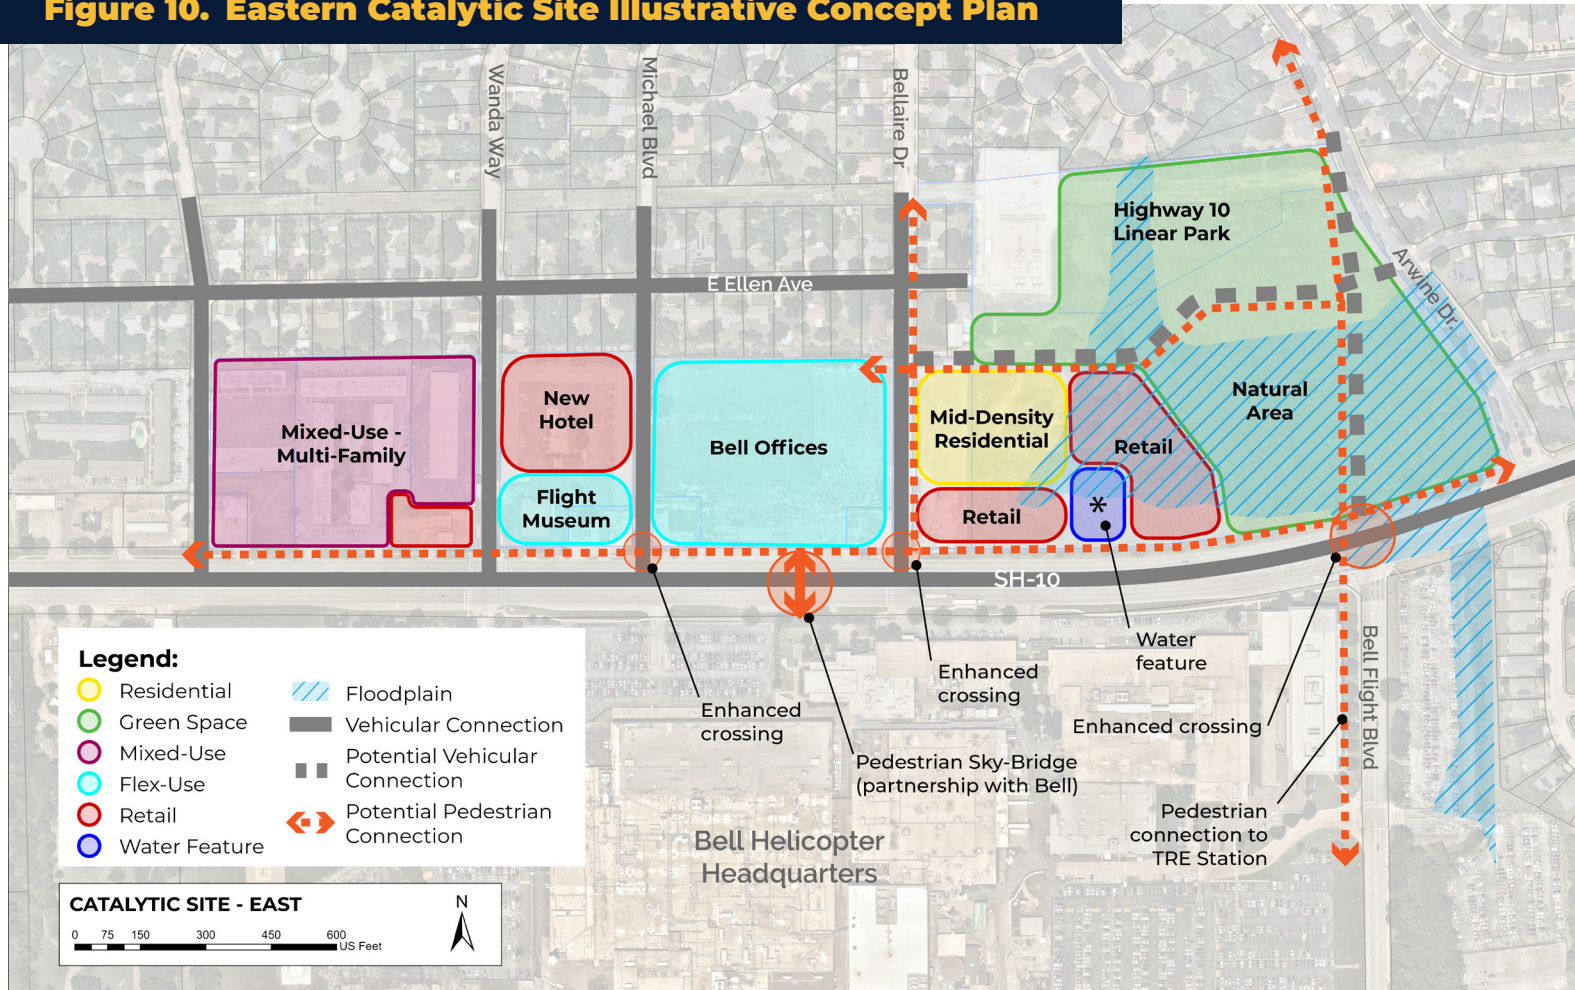 Figure 10. Eastern Catalytic Site Illustrative Concept Plan
Wanda Way
Michael Blvd
Bellaire Dr
Highway 10
Linear Park
Arwine Dr.
E Ellen Ave
Mixed-Use -
Multi-Family
New
Hotel
Flight
Museum
Bell Offices
Mid-Density
Residential
Retail
Retail
*
Natural
Area
SH-10
Enhanced
crossing
Pedestrian Sky-Bridge
(partnership with Bell)
Enhanced
crossing
Water
feature
Enhanced crossing
Pedestrian
connection to
TRE Station
Bell Flight Blvd
Bell Helicopter
Headquarters
Legend:
Residential
Green Space
Mixed-Use
Flex-Use
Retail
Water Feature
Floodplain
Vehicular Connection
Potential Vehicular
Connection
Potential Pedestrian
Connection
CATALYTIC SITE - EAST
N
0 75 150 300 450 600
US Feet